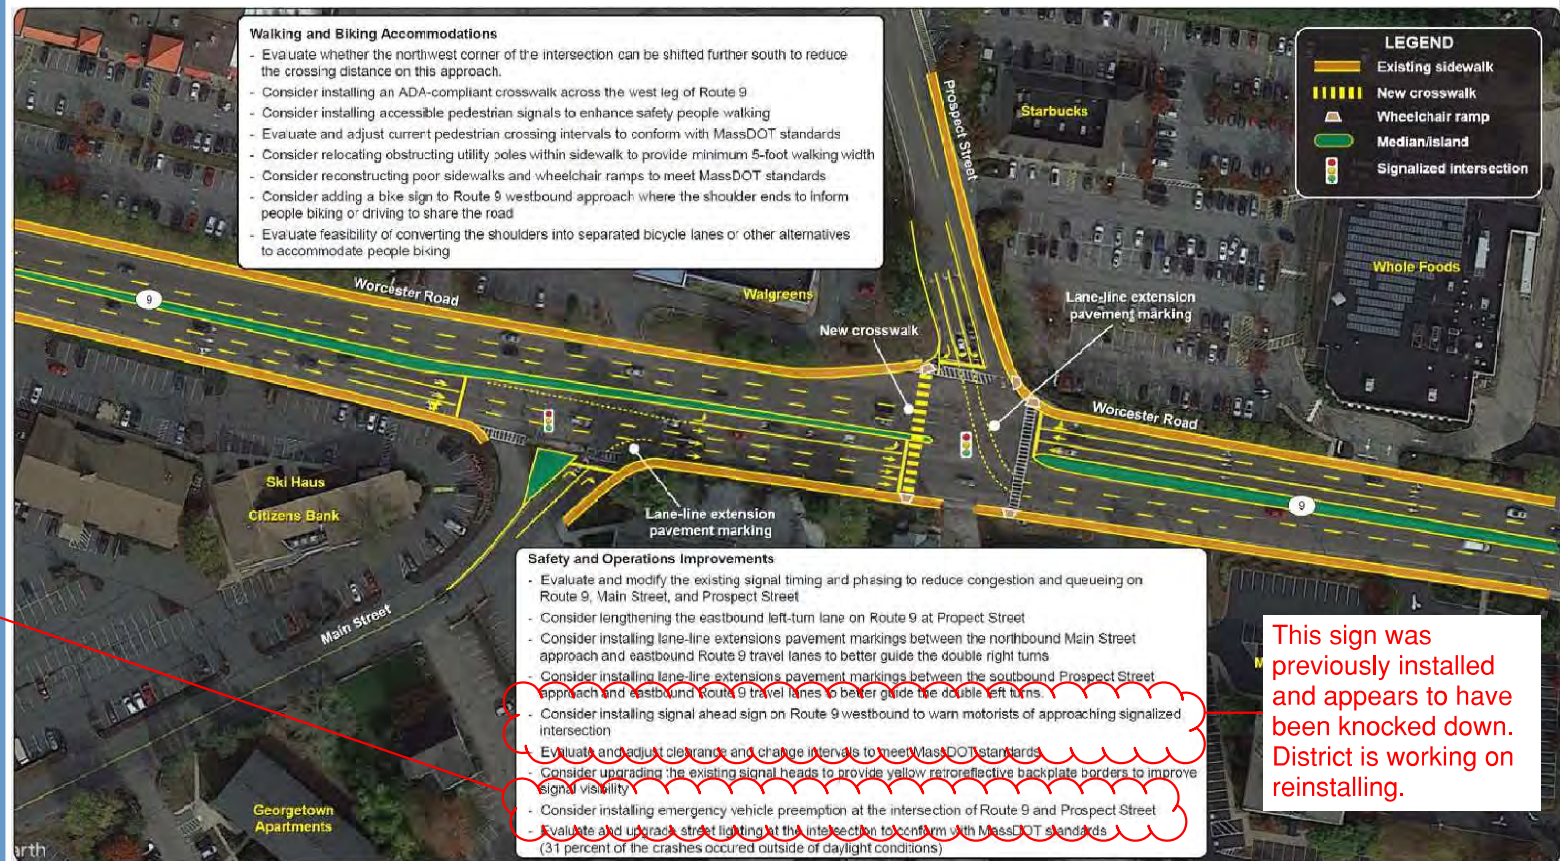 Walking and Biking Accommodations
- Evaluate whether the northwest corner of the intersection can be shifted further south to reduce
the crossing distance on this approach.
- Consider installing an ADA-compliant crosswalk across the west leg of Route 9
- Consider installing accessible pedestrian signals to enhance safety people walking
- Evaluate and adjust current pedestrian crossing intervals to conform with MassDOT standards
- Consider relocating obstructing utility poles within sidewalk to provide minimum 5-foot walking width
- Consider reconstructing poor sidewalks and wheelchair ramps to meet MassDOT standards
- Consider adding a bike sign to Route 9 westbound approach where the shoulder ends to inform
people biking or driving to share the road
- Evaluate feasibility of converting the shoulders into separated bicycle lanes or other alternatives
to accommodate people biking
LEGEND
Existing sidewalk
New crosswalk
Wheelchair ramp
Median/island
Signalized intersection
Prospect Street
Starbucks
Whole Foods
Worcester Road
9
Walgreens
Lane-line extension
pavement marking
New crosswalk
Worcester Road
9
Ski Haus
Citizens Bank
Lane-line extension
pavement marking
Main Street
Georgetown
Apartments
Safety and Operations Improvements
- Evaluate and modify the existing signal timing and phasing to reduce congestion and queueing on
Route 9, Main Street, and Prospect Street
- Consider lengthening the eastbound left-turn lane on Route 9 at Propect Street
- Consider installing lane-line extensions pavement markings between the northbound Main Street
approach and eastbound Route 9 travel lanes to better guide the double right turns
- Consider installing lane-line extensions pavement markings between the soutbound Prospect Street
approach and eastbound Route 9 travel lanes to better guide the double left turns.
- Consider installing signal ahead sign on Route 9 westbound to warn motorists of approaching signalized
intersection
- Evaluate and adjust clearance and change intervals to meet MassDOT standards
- Consider upgrading the existing signal heads to provide yellow retroreflective backplate borders to improve
signal visibility
- Consider installing emergency vehicle preemption at the intersection of Route 9 and Prospect Street
- Evaluate and upgrade street lighting at the intersection to conform with MassDOT standards
(31 percent of the crashes occured outside of daylight conditions)
This sign was
previously installed
and appears to have
been knocked down.
District is working on
reinstalling.
M
arth